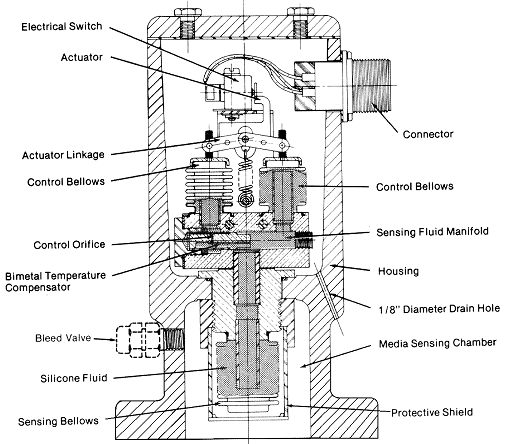 Electrical Switch
Actuator
Connector
Actuator Linkage
Control Bellows
Control Bellows
Control Orifice
Sensing Fluid Manifold
Bimetal Temperature
Compensator
Housing
1/8" Diameter Drain Hole
Bleed Valve
Media Sensing Chamber
Silicone Fluid
Sensing Bellows
Protective Shield